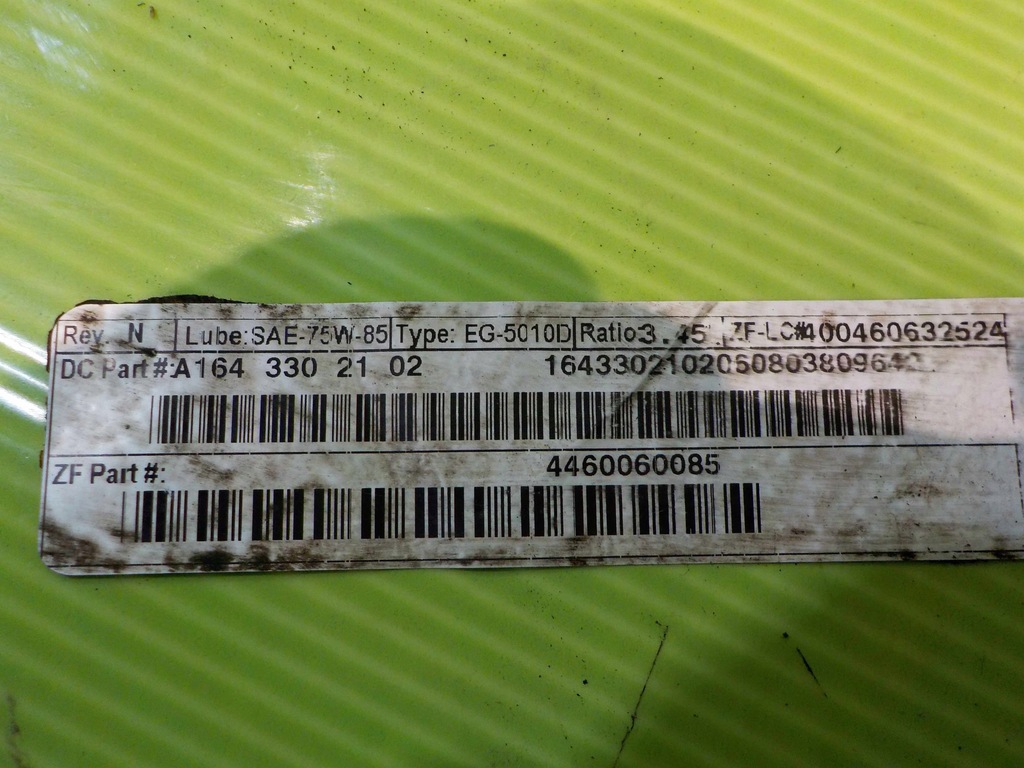 Rev. N Lube:SAE-75W-85 Type: EG-5010D Ratio:3.45 ZF-LC#400460632524
DC Part #:A164 330 21 02
ZF Part #: 4460060085